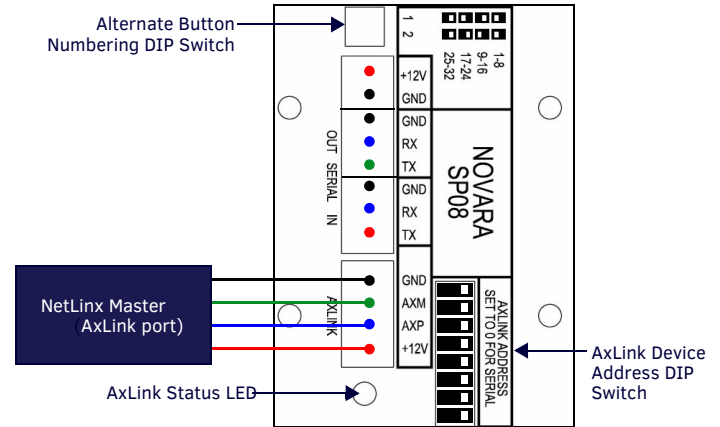 Alternate Button
Numbering DIP Switch
1
2
1-8
9-16
17-24
25-32
+12V
GND
GND
RX
TX
GND
RX
TX
OUT SERIAL IN
NOVARA
SP08
GND
AXM
AXP
+12V
AXLINK
AXLINK ADDRESS
SET TO 0 FOR SERIAL
NetLinx Master
(AxLink port)
AxLink Status LED
AxLink Device
Address DIP
Switch